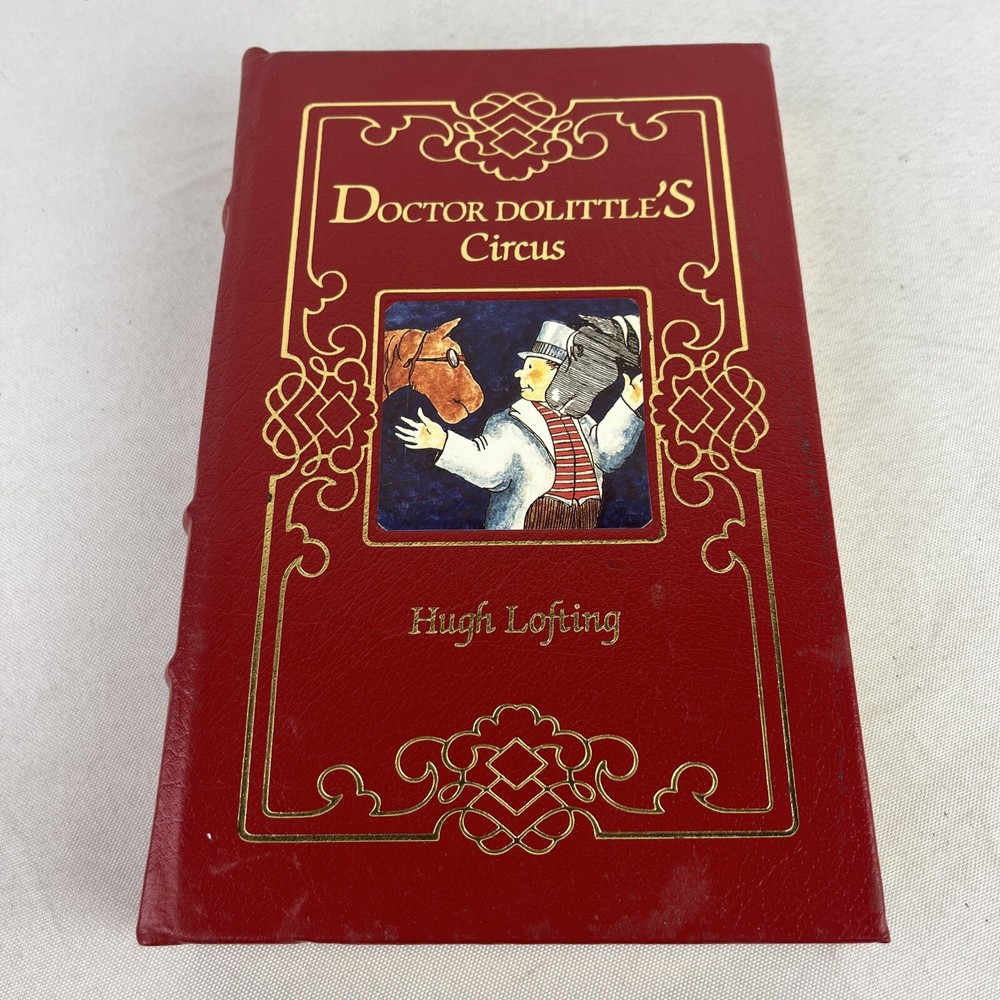 DOCTOR DOLITTLE'S
Circus
Hugh Lofting